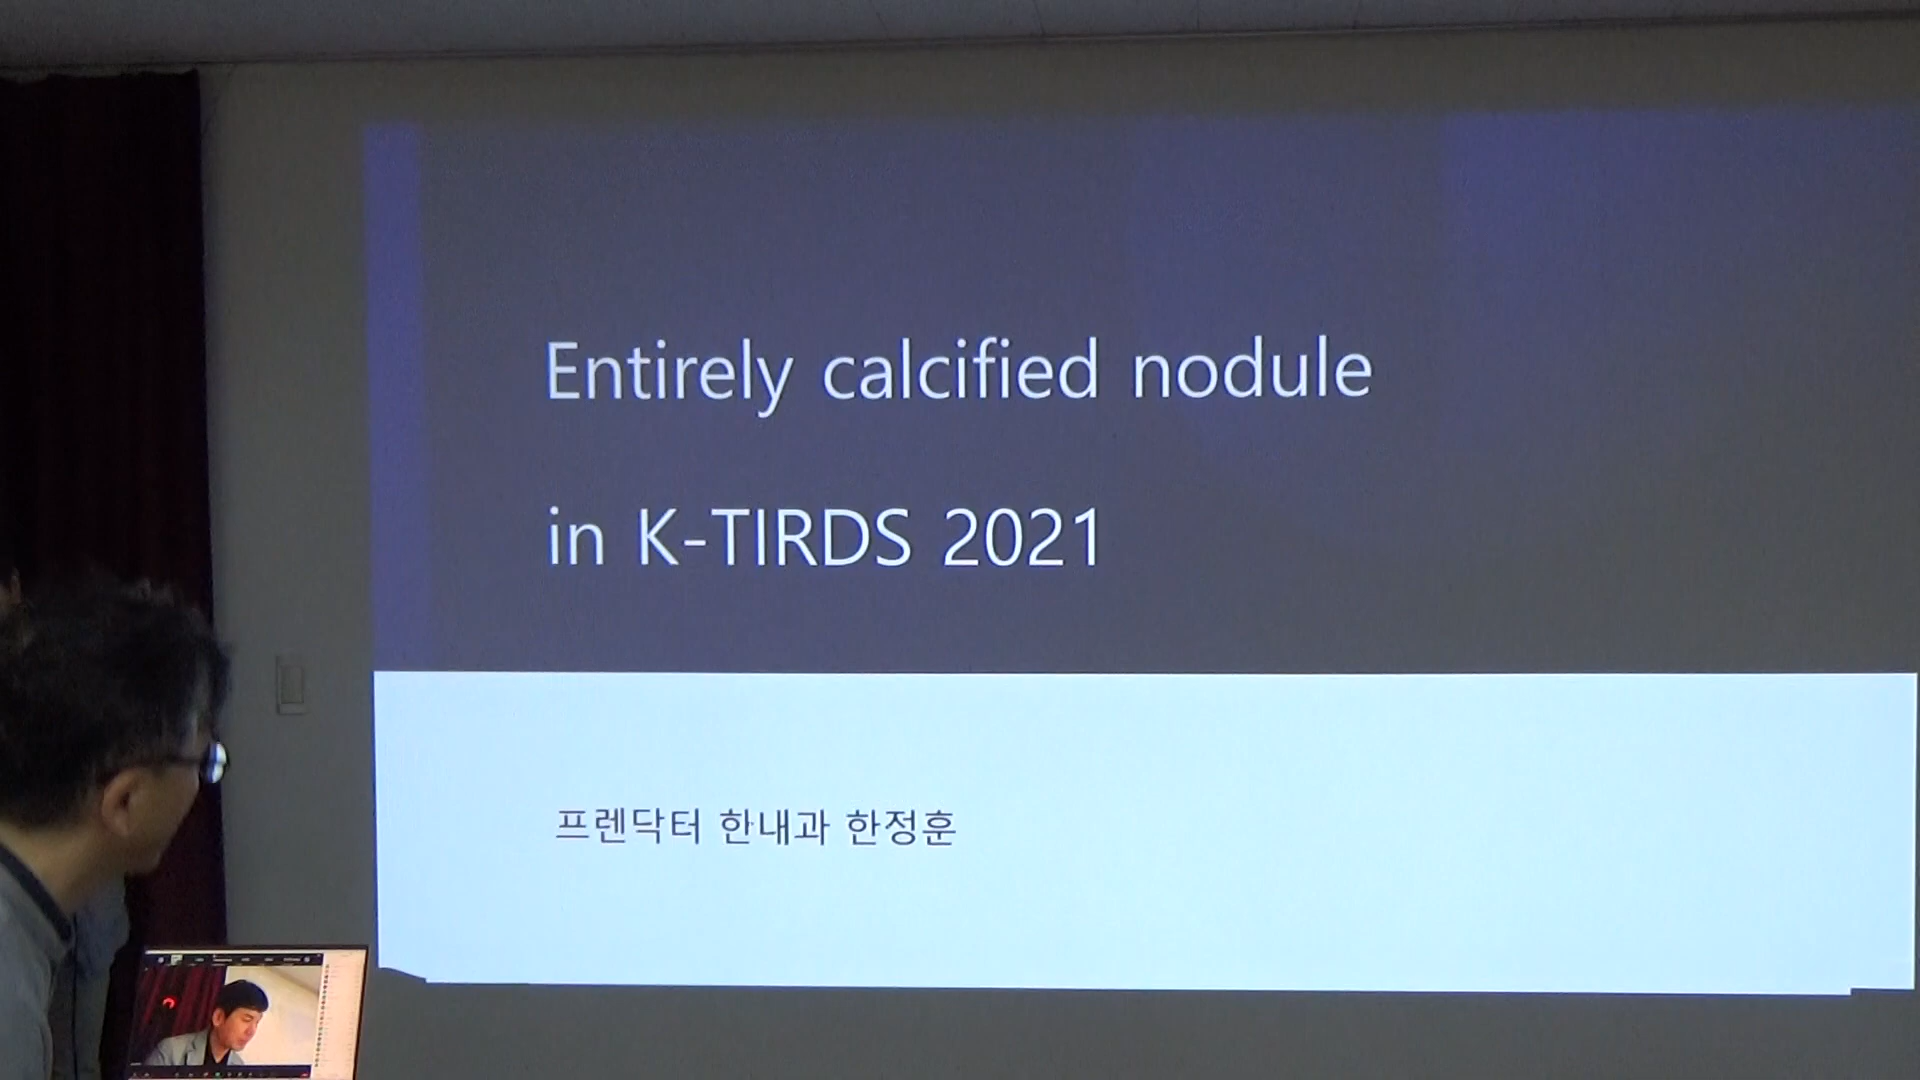 Entirely calcified nodule
in K-TIRDS 2021
프렌닥터 한내과 한정훈